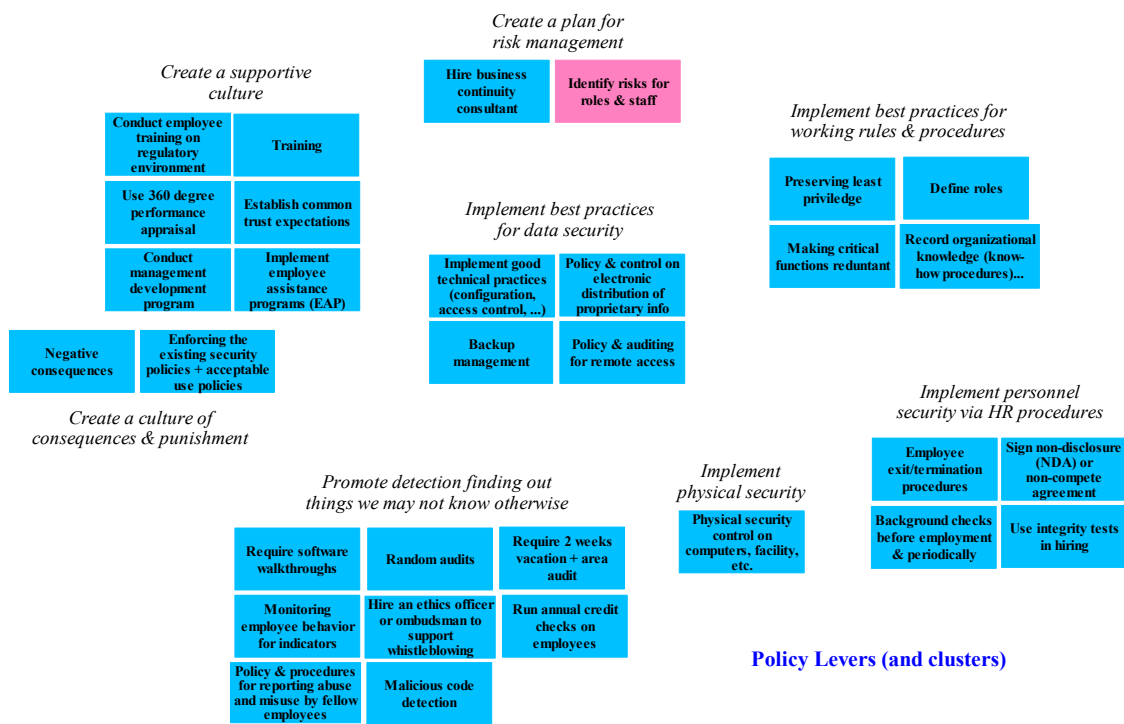 Create a plan for
risk management
Hire business
continuity
consultant
Identify risks for
roles & staff
Create a supportive
culture
Conduct employee
training on
regulatory
environment
Training
Use 360 degree
performance
appraisal
Establish common
trust expectations
Conduct
management
development
program
Implement
employee
assistance
programs (EAP)
Implement best practices for
working rules & procedures
Preserving least
priviledge
Define roles
Making critical
functions reduntant
Record organizational
knowledge (know-
how procedures)...
Implement best practices
for data security
Implement good
technical practices
(configuration,
access control, ...)
Policy & control on
electronic
distribution of
proprietary info
Backup
management
Policy & auditing
for remote access
Negative
consequences
Enforcing the
existing security
policies + acceptable
use policies
Create a culture of
consequences & punishment
Implement personnel
security via HR procedures
Employee
exit/termination
procedures
Sign non-disclosure
(NDA) or
non-compete
agreement
Background checks
before employment
& periodically
Use integrity tests
in hiring
Promote detection finding out
things we may not know otherwise
Require software
walkthroughs
Random audits
Require 2 weeks
vacation + area
audit
Monitoring
employee behavior
for indicators
Hire an ethics officer
or ombudsman to
support
whistleblowing
Run annual credit
checks on
employees
Policy & procedures
for reporting abuse
and misuse by fellow
employees
Malicious code
detection
Implement
physical security
Physical security
control on
computers, facility,
etc.
Policy Levers (and clusters)